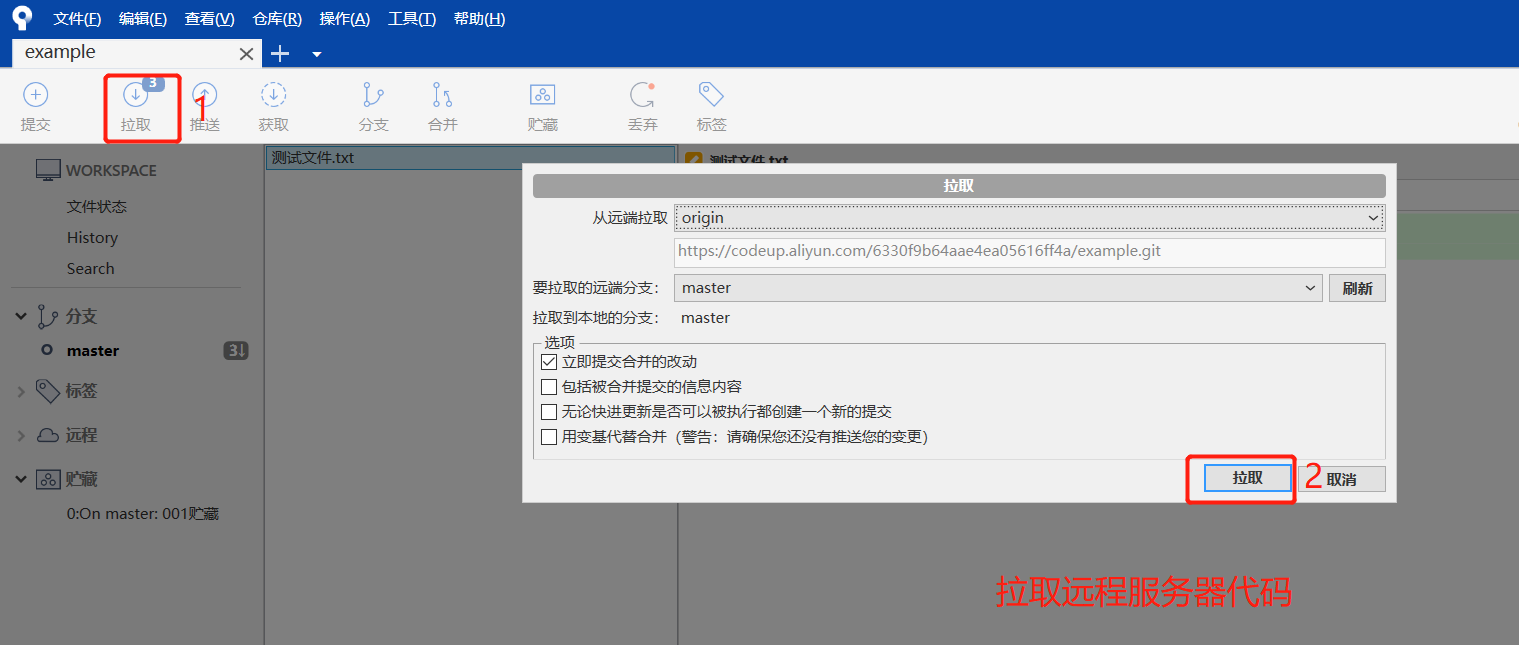 文件(F) 编辑(E) 查看(V) 仓库(R) 操作(A) 工具(T) 帮助(H)
example
3
1
提交 拉取 推送 获取 分支 合并 贮藏 丢弃 标签
WORKSPACE
文件状态
History
Search
分支
master 3↓
标签
远程
贮藏
0:On master: 001贮藏
测试文件.txt
测试文件.txt
拉取
从远端拉取 origin
https://codeup.aliyun.com/6330f9b64aae4ea05616ff4a/example.git
要拉取的远端分支： master 刷新
拉取到本地的分支： master
选项
立即提交合并的改动
包括被合并提交的信息内容
无论快进更新是否可以被执行都创建一个新的提交
用变基代替合并（警告：请确保您还没有推送您的变更）
拉取 2 取消
拉取远程服务器代码